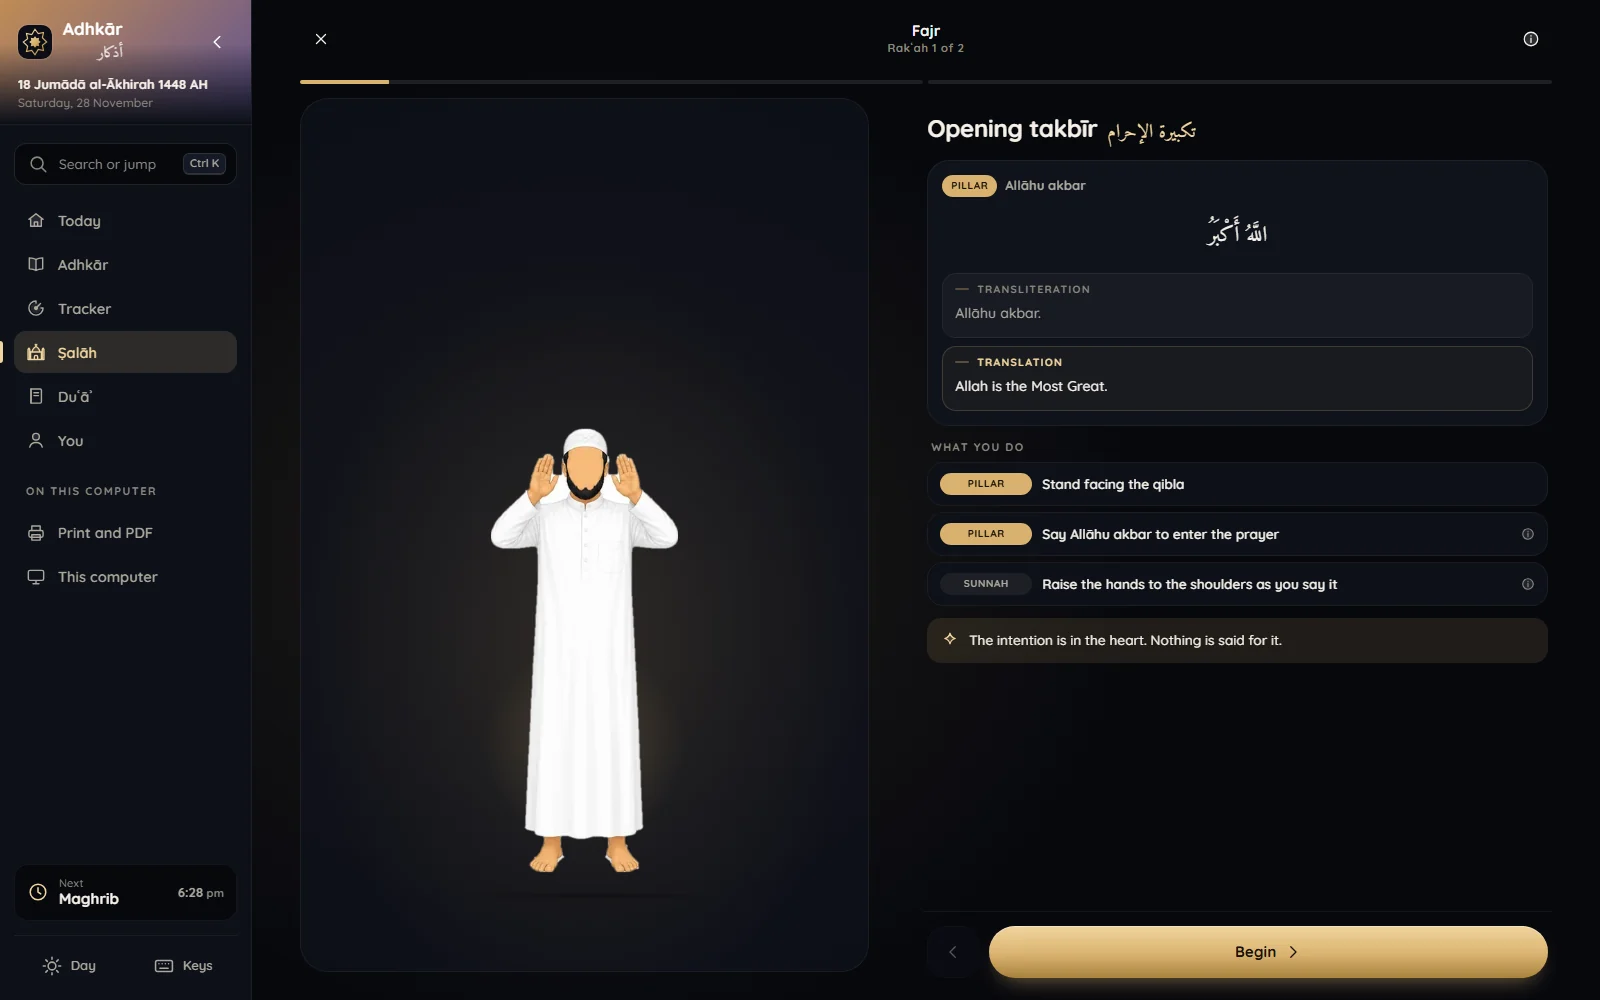 Adhkār
أذكار
18 Jumādā al-Ākhirah 1448 AH
Saturday, 28 November
Search or jump
Ctrl K
Today
Adhkār
Tracker
Ṣalāh
Duʿāʾ
You
ON THIS COMPUTER
Print and PDF
This computer
Next
Maghrib
6:28 pm
Day
Keys
Fajr
Rakʿah 1 of 2
Opening takbīr تكبيرة الإحرام
PILLAR Allāhu akbar
اللَّهُ أَكْبَرُ
TRANSLITERATION
Allāhu akbar.
TRANSLATION
Allah is the Most Great.
WHAT YOU DO
PILLAR Stand facing the qibla
PILLAR Say Allāhu akbar to enter the prayer
SUNNAH Raise the hands to the shoulders as you say it
The intention is in the heart. Nothing is said for it.
Begin